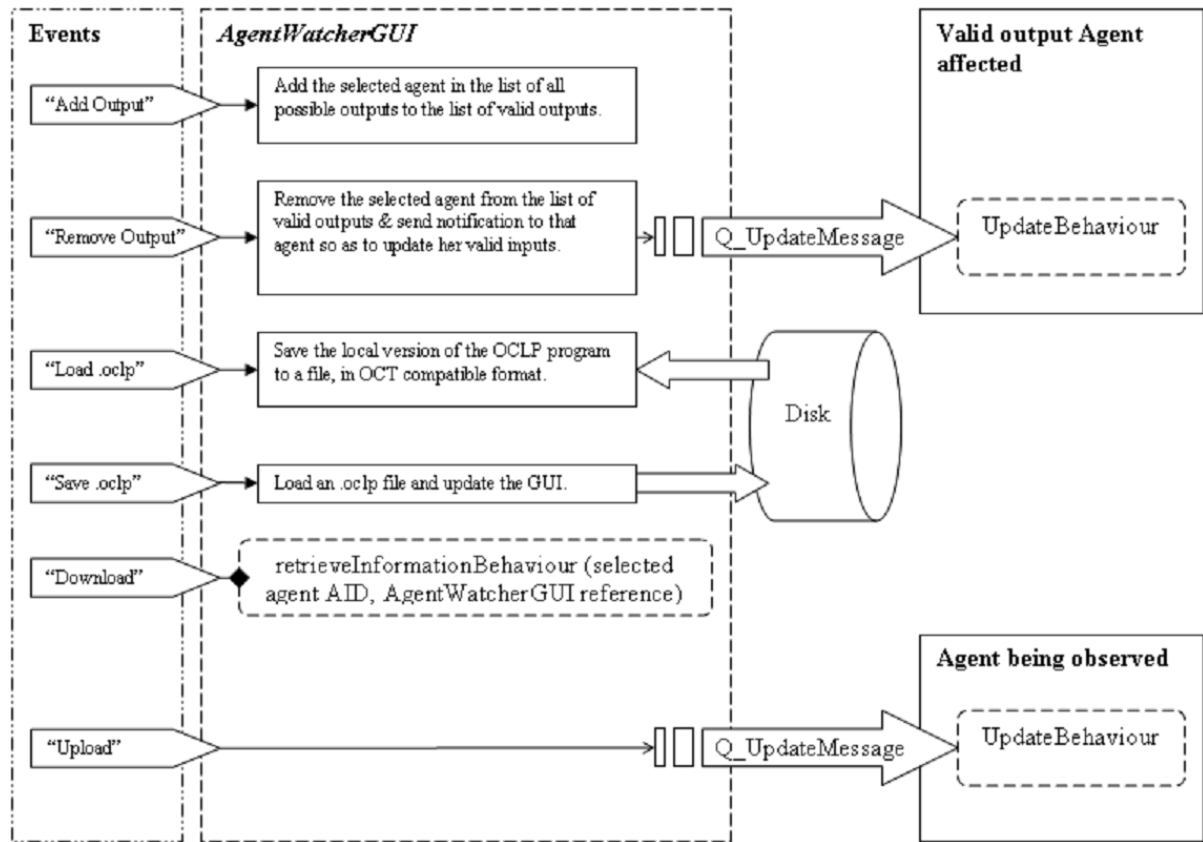 Events
AgentWatcherGUI
Valid output Agent
affected
“Add Output”
Add the selected agent in the list of all
possible outputs to the list of valid outputs.
“Remove Output”
Remove the selected agent from the list of
valid outputs & send notification to that
agent so as to update her valid inputs.
Q_UpdateMessage
UpdateBehaviour
“Load .oclp”
Save the local version of the OCLP program
to a file, in OCT compatible format.
Disk
“Save .oclp”
Load an .oclp file and update the GUI.
“Download”
retrieveInformationBehaviour (selected
agent AID, AgentWatcherGUI reference)
Agent being observed
“Upload”
Q_UpdateMessage
UpdateBehaviour